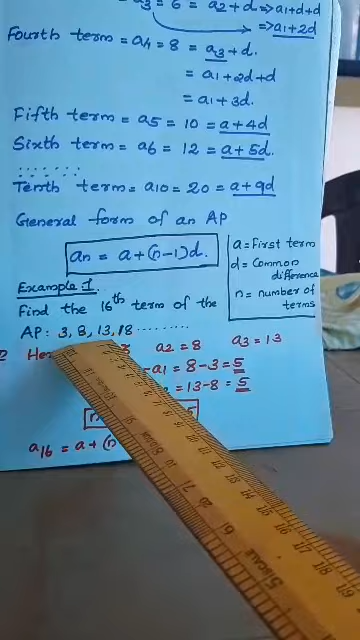 a3 = 6 = a2 + d => a1 + d + d
=> a1 + 2d
Fourth term = a4 = 8 = a3 + d.
= a1 + 2d + d
= a1 + 3d.
Fifth term = a5 = 10 = a + 4d
Sixth term = a6 = 12 = a + 5d.
.......
Tenth term = a10 = 20 = a + 9d
General form of an AP
an = a + (n-1)d.
a = First term
d = Common difference
n = number of terms
Example 1
Find the 16th term of the
AP: 3, 8, 13, 18 .........
a2 = 8 a3 = 13
-a1 = 8 - 3 = 5
= 13 - 8 = 5
a16 = a + (n
SCALE